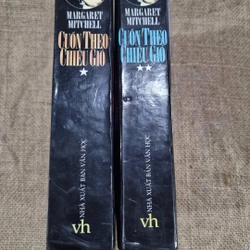 MARGARET
MITCHELL
CUỐN THEO
CHIỀU GIÓ
★
NHÀ XUẤT BẢN VĂN HỌC
vh
MARGARET
MITCHELL
CUỐN THEO
CHIỀU GIÓ
★★
NHÀ XUẤT BẢN VĂN HỌC
vh